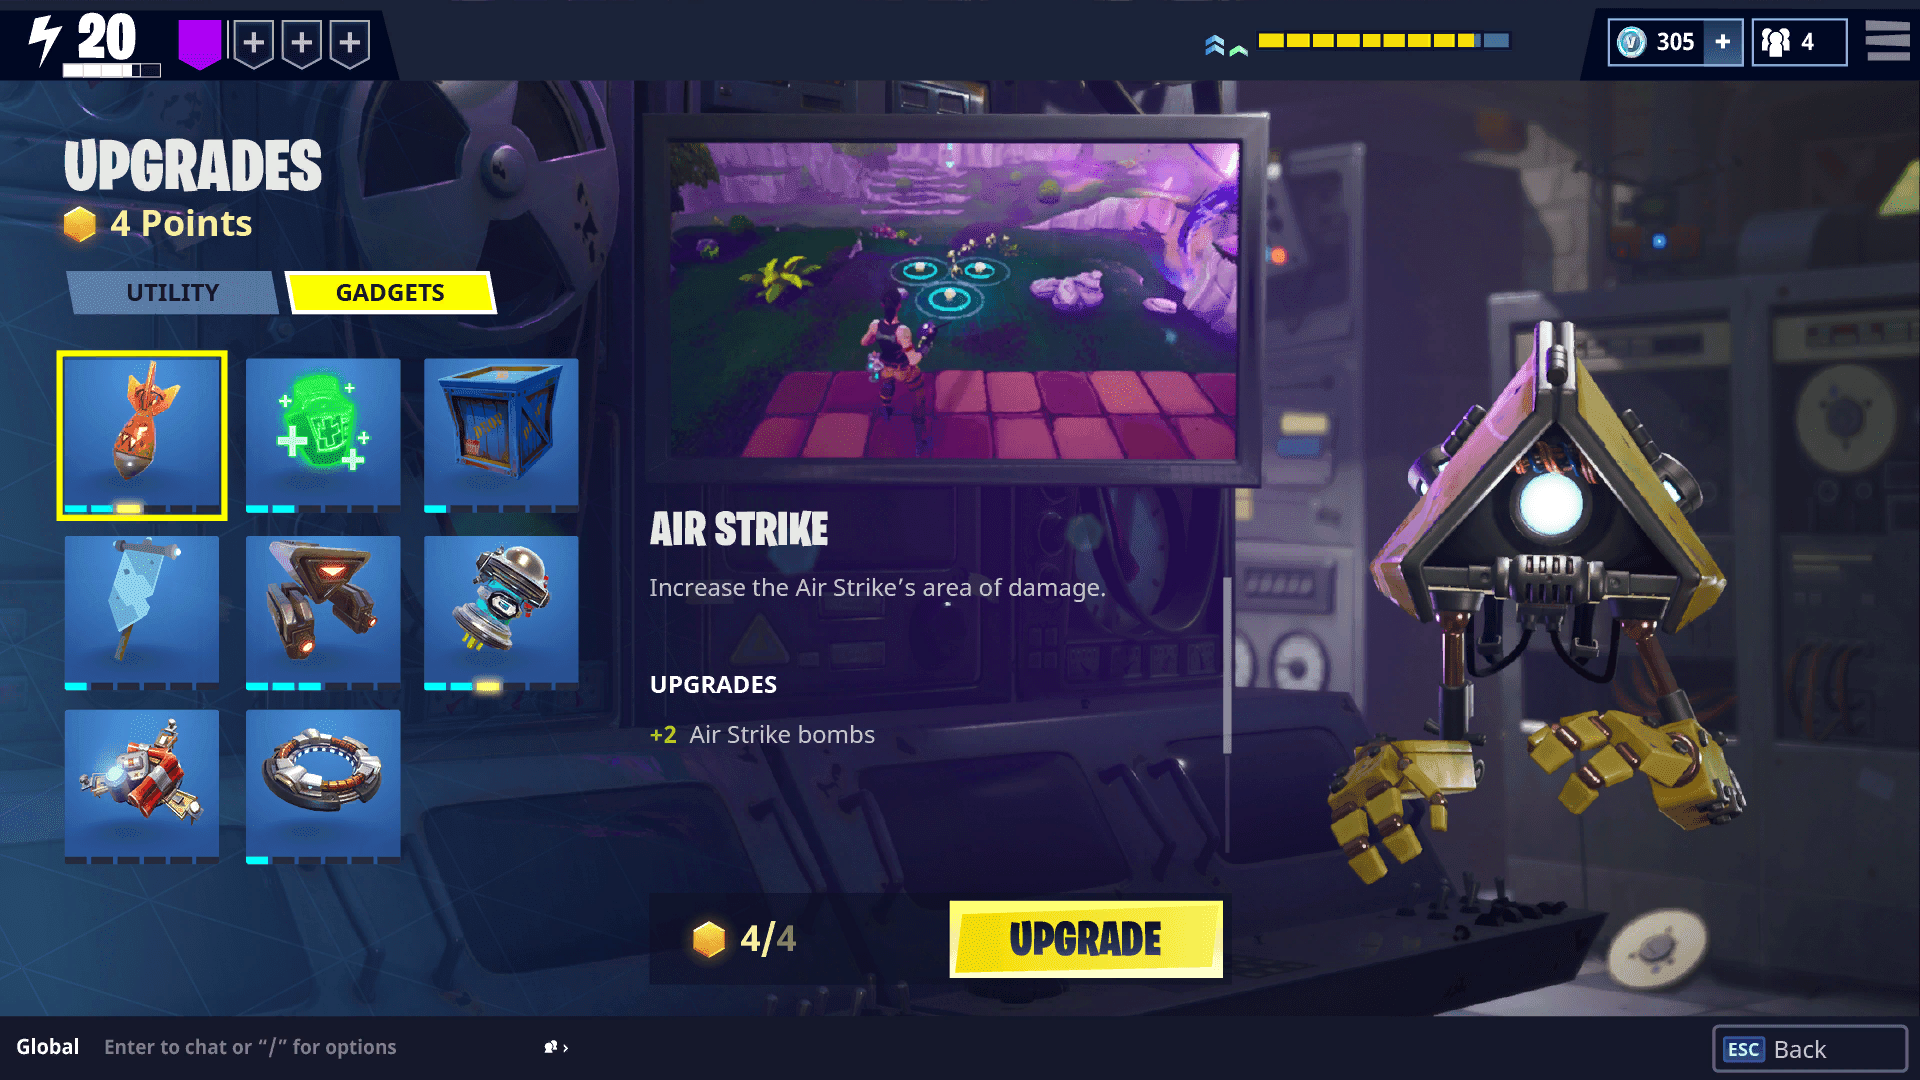 20
305 +
4
UPGRADES
4 Points
UTILITY
GADGETS
AIR STRIKE
Increase the Air Strike’s area of damage.
UPGRADES
+2 Air Strike bombs
4/4
UPGRADE
Global
Enter to chat or “/” for options
ESC Back